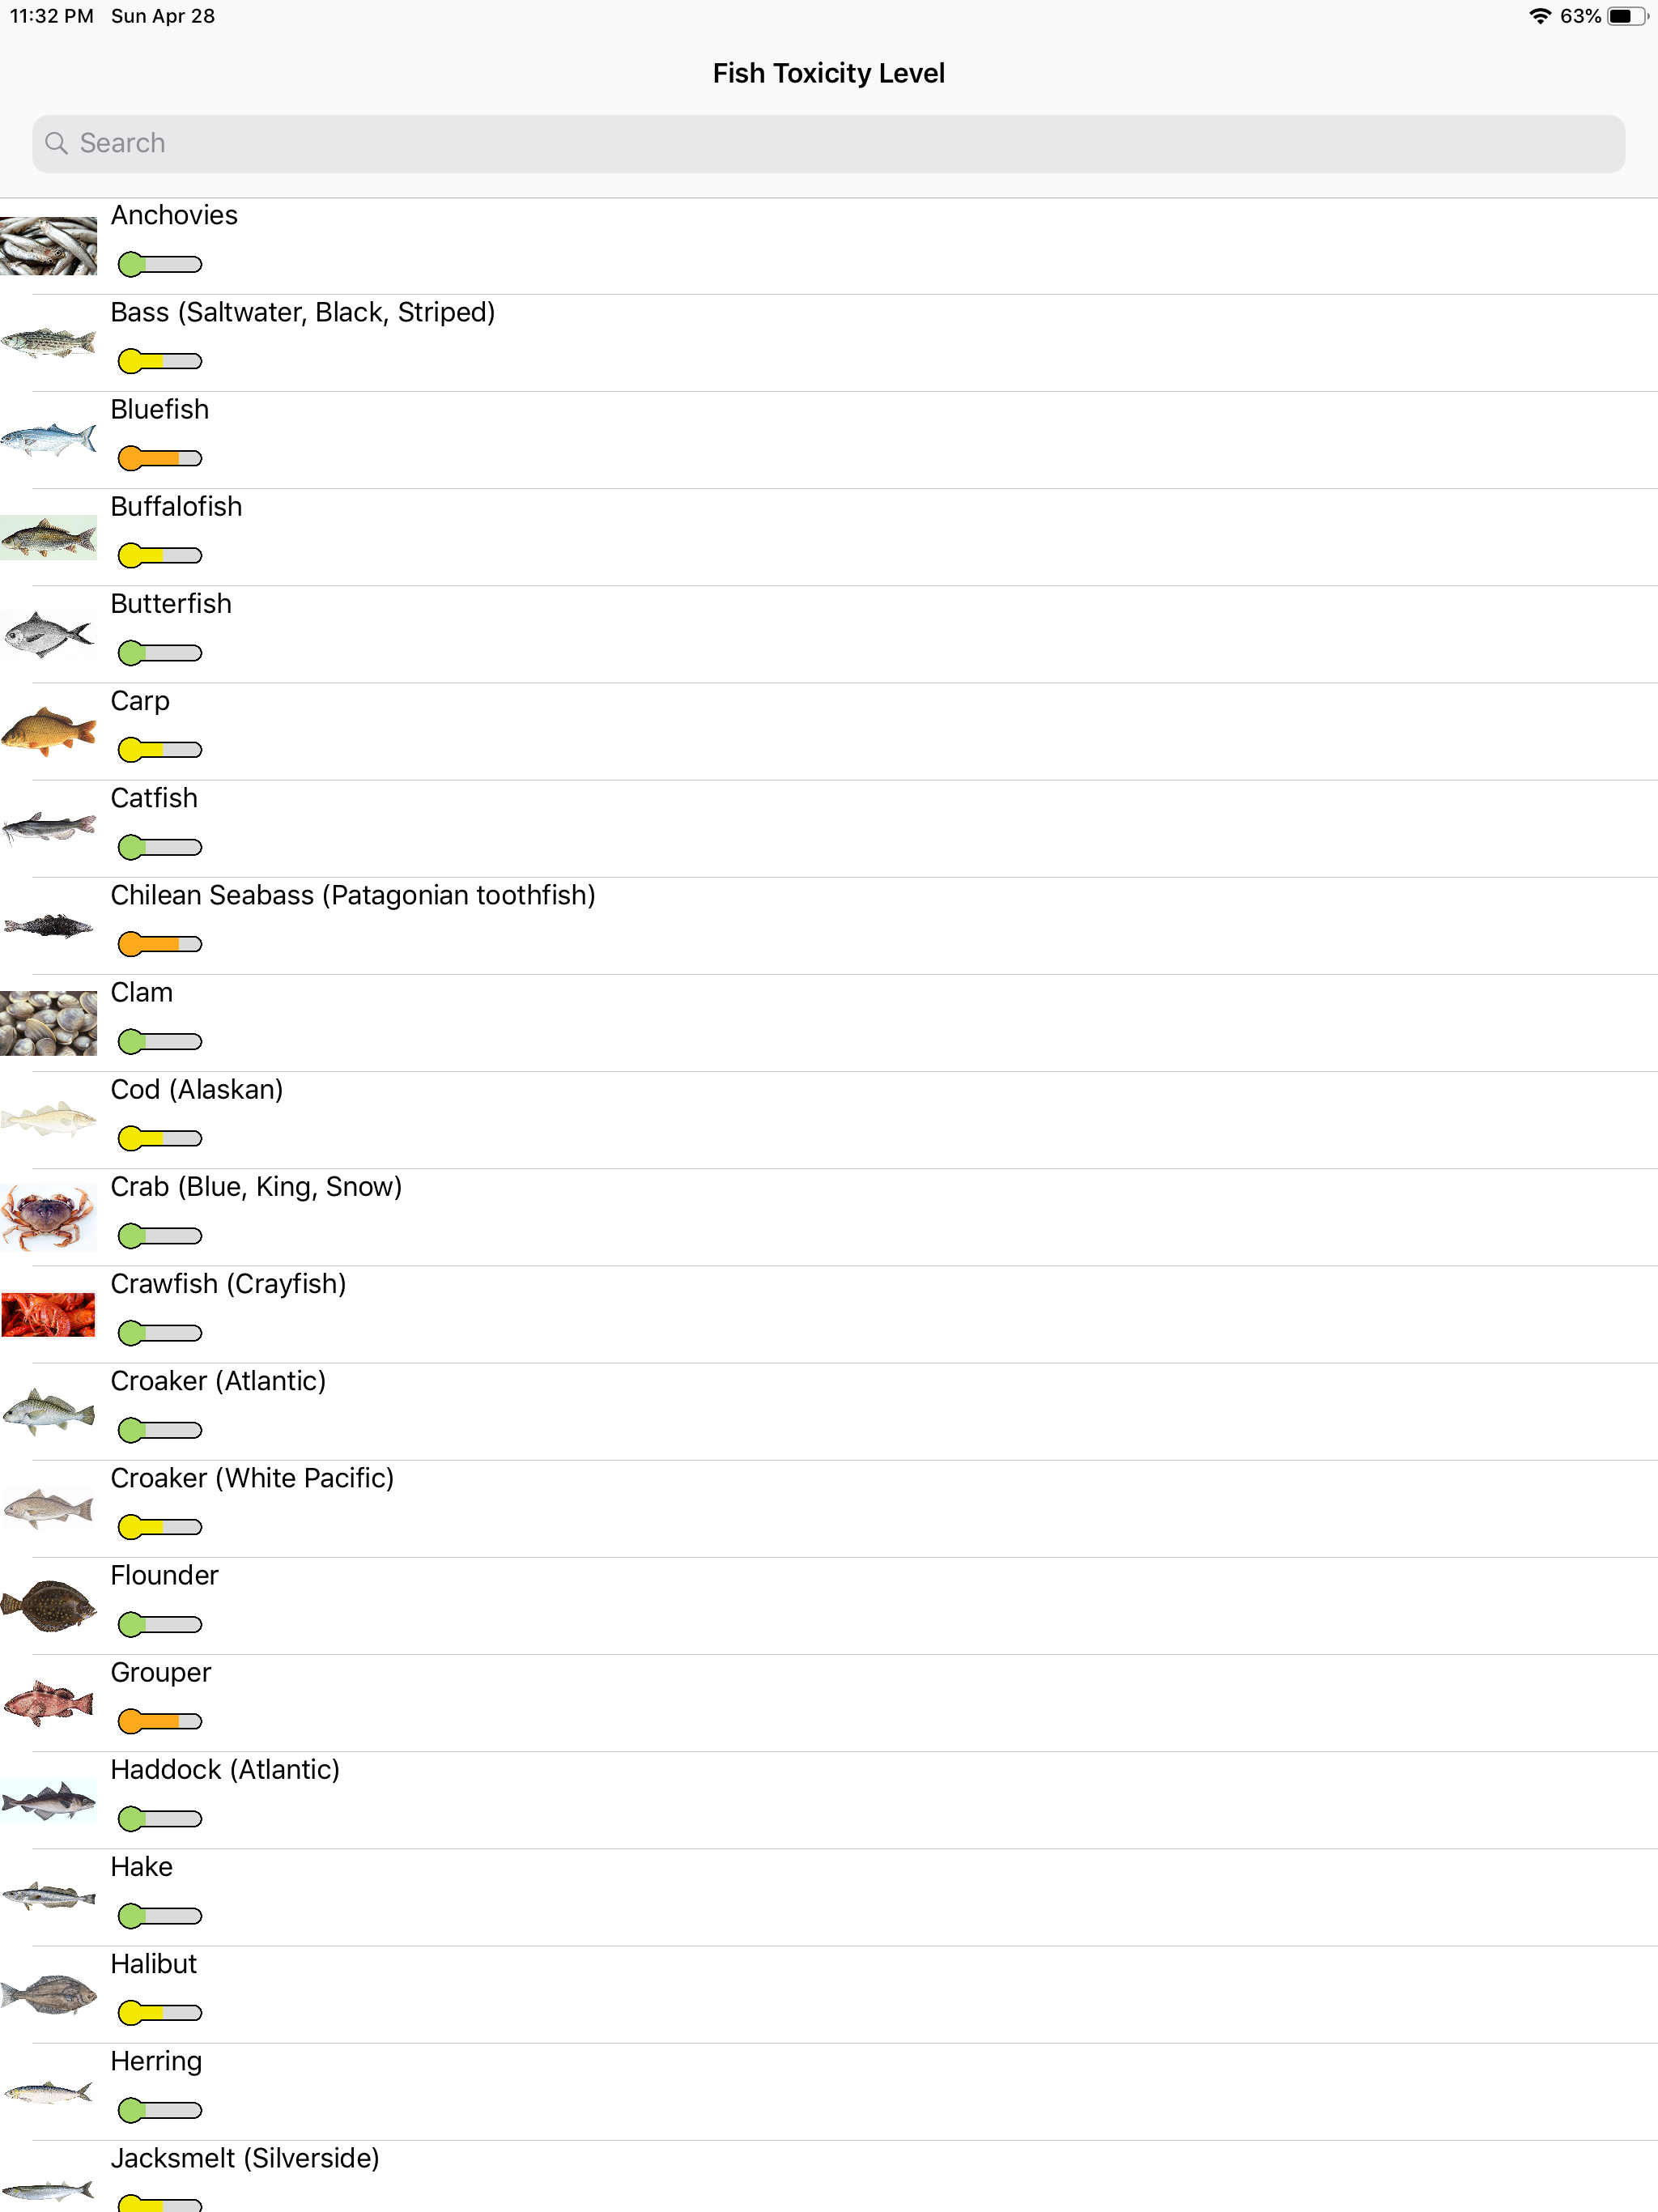 11:32 PM Sun Apr 28 63%
Fish Toxicity Level
Search
Anchovies
Bass (Saltwater, Black, Striped)
Bluefish
Buffalofish
Butterfish
Carp
Catfish
Chilean Seabass (Patagonian toothfish)
Clam
Cod (Alaskan)
Crab (Blue, King, Snow)
Crawfish (Crayfish)
Croaker (Atlantic)
Croaker (White Pacific)
Flounder
Grouper
Haddock (Atlantic)
Hake
Halibut
Herring
Jacksmelt (Silverside)